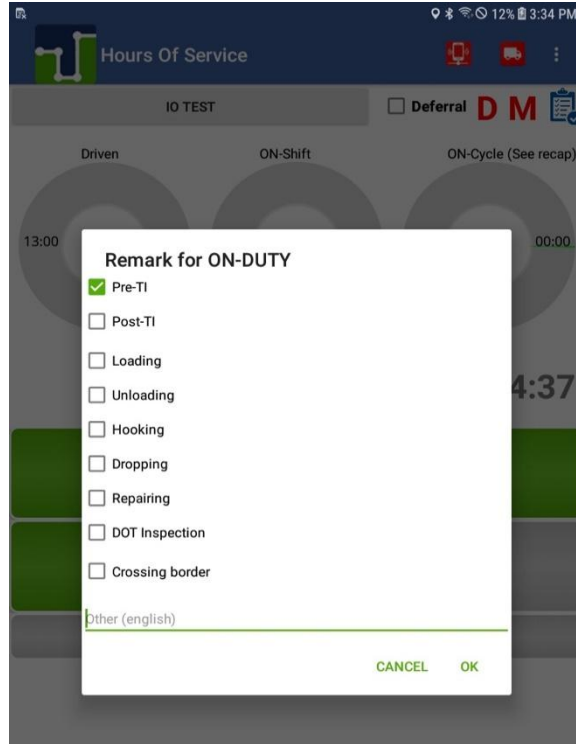 12% 3:34 PM
Hours Of Service
IO TEST
Deferral D M
Driven ON-Shift ON-Cycle (See recap)
13:00 00:00
Remark for ON-DUTY
Pre-TI
Post-TI
Loading
Unloading
4:37
Hooking
Dropping
Repairing
DOT Inspection
Crossing border
Other (english)
CANCEL OK